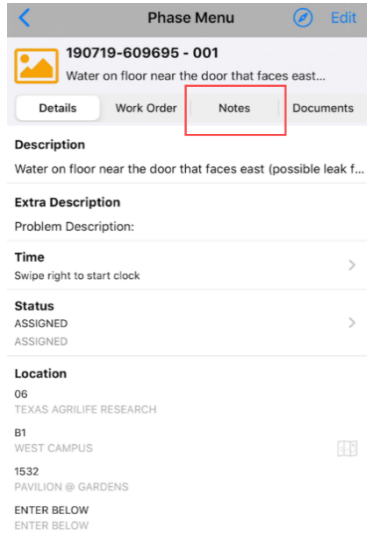 Phase Menu
Edit
190719-609695 - 001
Water on floor near the door that faces east...
Details
Work Order
Notes
Documents
Description
Water on floor near the door that faces east (possible leak f...
Extra Description
Problem Description:
Time
Swipe right to start clock
Status
ASSIGNED
ASSIGNED
Location
06
TEXAS AGRILIFE RESEARCH
B1
WEST CAMPUS
1532
PAVILION @ GARDENS
ENTER BELOW
ENTER BELOW